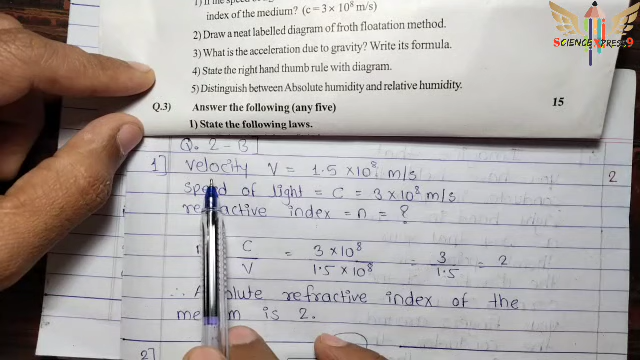 index of the medium? (c = 3 × 10⁸ m/s)
2) Draw a neat labelled diagram of froth floatation method.
3) What is the acceleration due to gravity? Write its formula.
4) State the right hand thumb rule with diagram.
5) Distinguish between Absolute humidity and relative humidity.
Q.3) Answer the following (any five) 15
1) State the following laws.
Q. 2 - B]
1] velocity V = 1.5 × 10⁸ m/s 2
speed of light = C = 3 × 10⁸ m/s
refractive index = n = ?
C/V = 3 × 10⁸/1.5 × 10⁸ = 3/1.5 = 2
∴ refractive index of the
is 2.
2]
SCIENCEXPRESS9